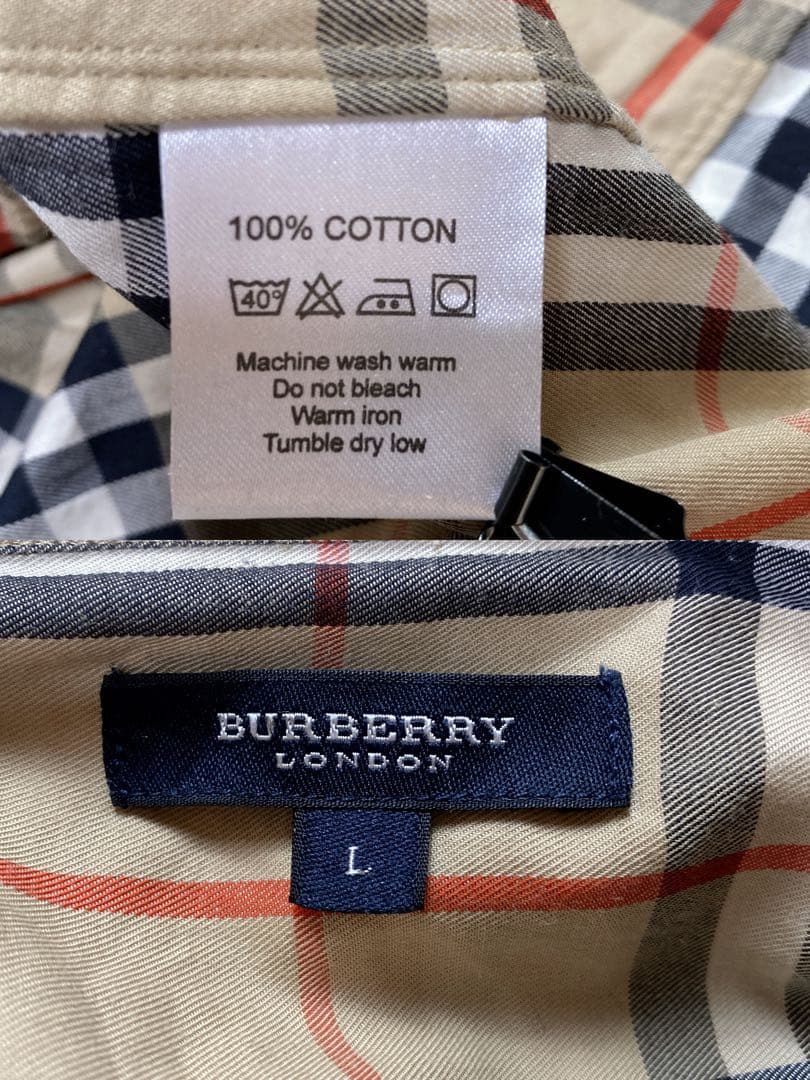 100% COTTON
40°
Machine wash warm
Do not bleach
Warm iron
Tumble dry low
BURBERRY
LONDON
L